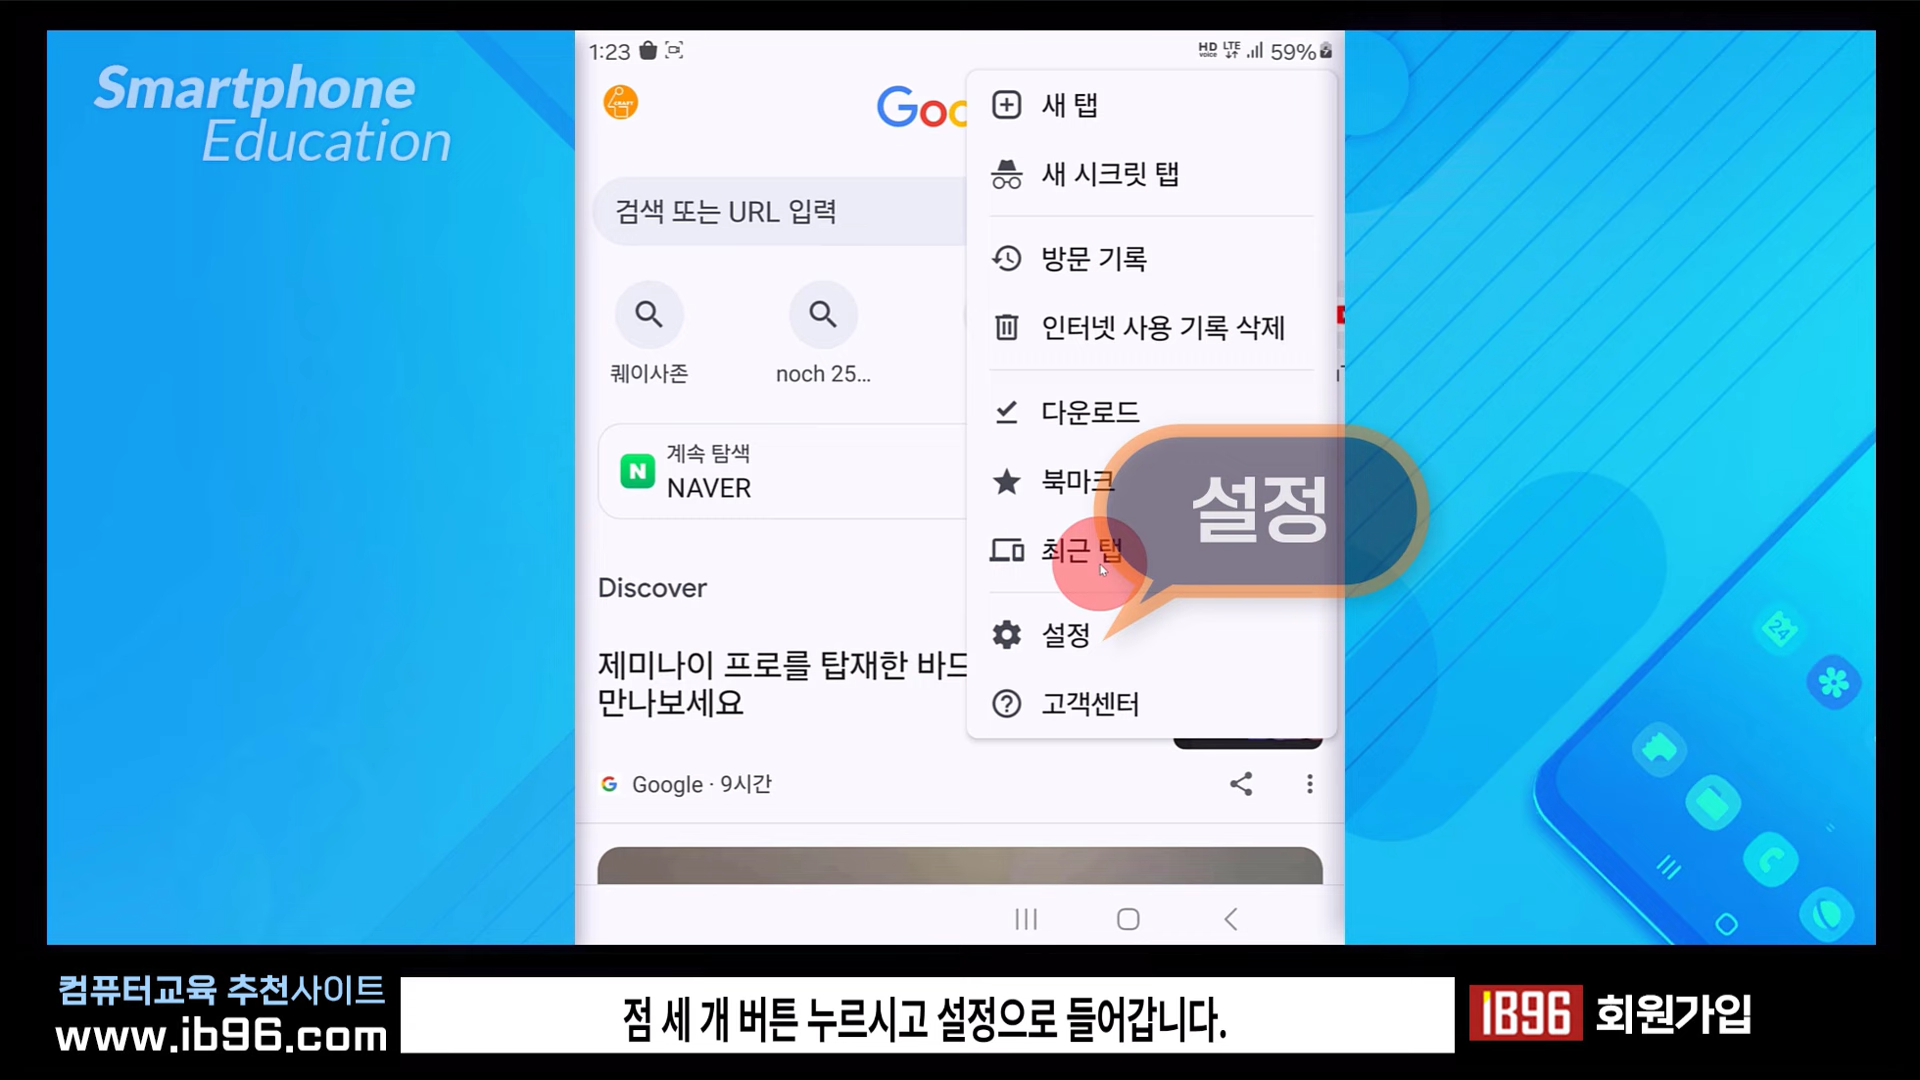 Smartphone
Education
1:23
HD voice LTE 59%
CRAFT
Goo
검색 또는 URL 입력
퀘이사존
noch 25...
N
계속 탐색
NAVER
Discover
제미나이 프로를 탑재한 바드
만나보세요
G Google · 9시간
새 탭
새 시크릿 탭
방문 기록
인터넷 사용 기록 삭제
다운로드
북마크
최근 탭
설정
고객센터
설정
24
컴퓨터교육 추천사이트
www.ib96.com
점 세 개 버튼 누르시고 설정으로 들어갑니다.
IB96 회원가입